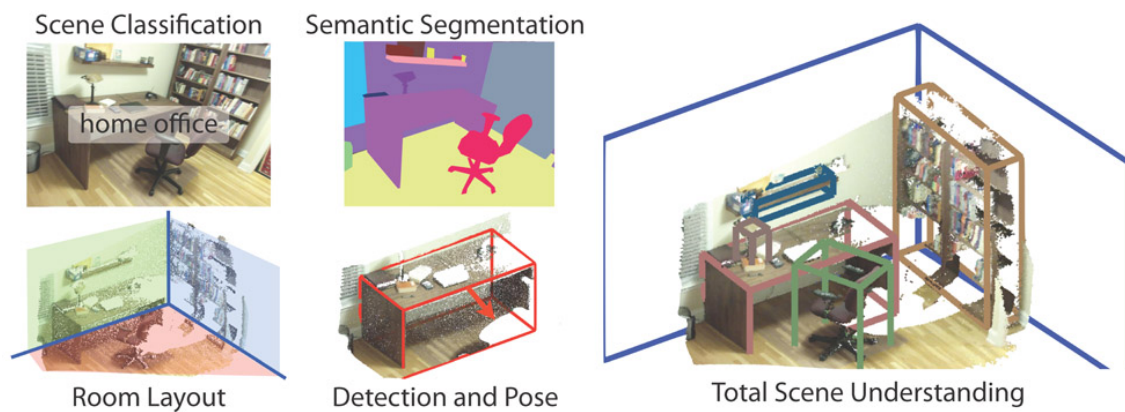 Scene Classification
Semantic Segmentation
home office
Room Layout
Detection and Pose
Total Scene Understanding